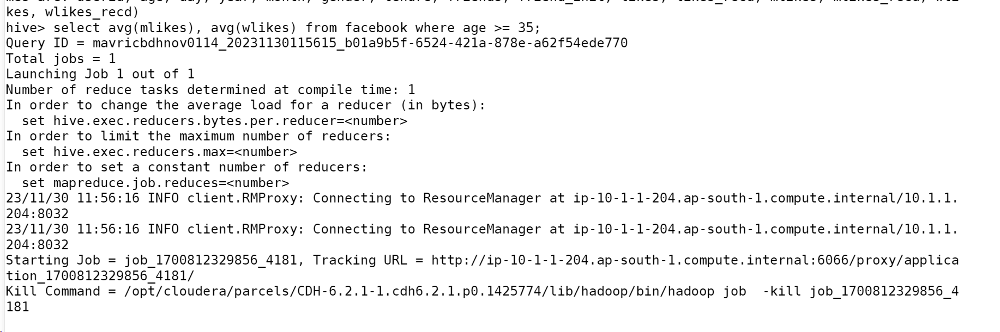 kes, wlikes_recd)
hive> select avg(mlikes), avg(wlikes) from facebook where age >= 35;
Query ID = mavricbdhnov0114_20231130115615_b01a9b5f-6524-421a-878e-a62f54ede770
Total jobs = 1
Launching Job 1 out of 1
Number of reduce tasks determined at compile time: 1
In order to change the average load for a reducer (in bytes):
  set hive.exec.reducers.bytes.per.reducer=<number>
In order to limit the maximum number of reducers:
  set hive.exec.reducers.max=<number>
In order to set a constant number of reducers:
  set mapreduce.job.reduces=<number>
23/11/30 11:56:16 INFO client.RMProxy: Connecting to ResourceManager at ip-10-1-1-204.ap-south-1.compute.internal/10.1.1.
204:8032
23/11/30 11:56:16 INFO client.RMProxy: Connecting to ResourceManager at ip-10-1-1-204.ap-south-1.compute.internal/10.1.1.
204:8032
Starting Job = job_1700812329856_4181, Tracking URL = http://ip-10-1-1-204.ap-south-1.compute.internal:6066/proxy/applica
tion_1700812329856_4181/
Kill Command = /opt/cloudera/parcels/CDH-6.2.1-1.cdh6.2.1.p0.1425774/lib/hadoop/bin/hadoop job  -kill job_1700812329856_4
181